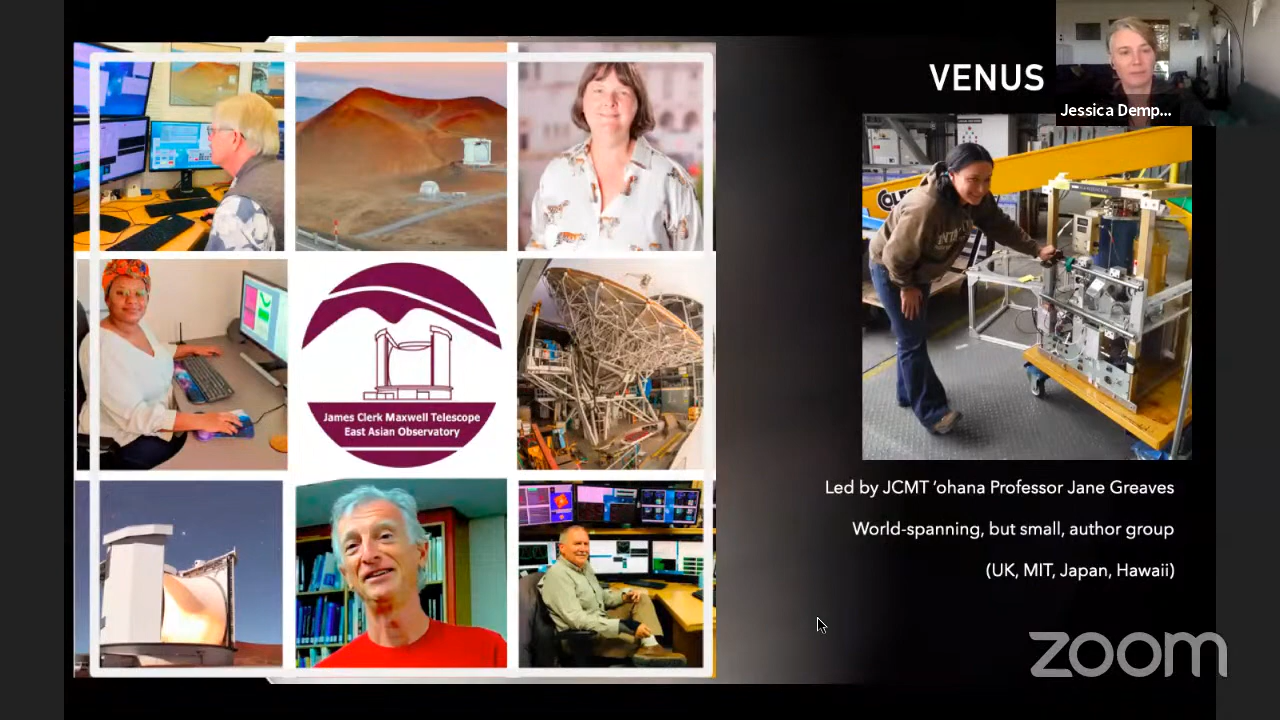 VENUS
Jessica Demp...
James Clerk Maxwell Telescope
East Asian Observatory
Led by JCMT ‘ohana Professor Jane Greaves
World-spanning, but small, author group
(UK, MIT, Japan, Hawaii)
zoom